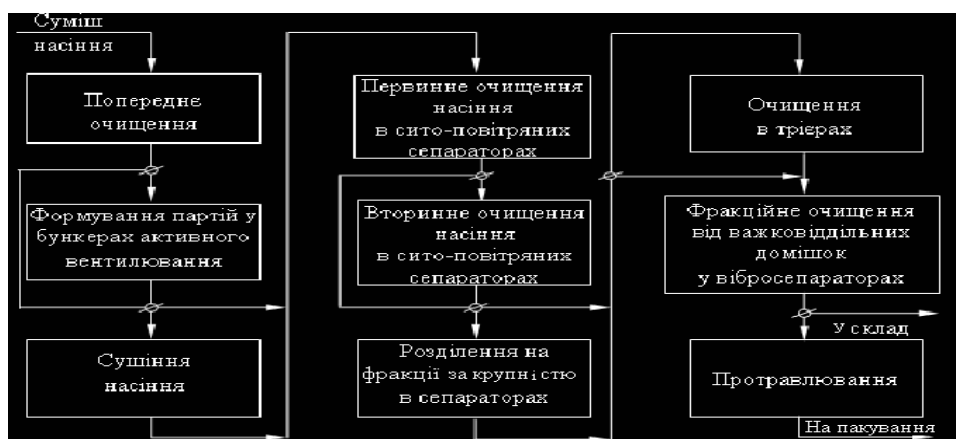 Суміш
насіння
Попереднє
очищення
Формування партій у
бункерах активного
вентилювання
Сушіння
насіння
Первинне очищення
насіння
в сито-повітряних
сепараторах
Вторинне очищення
насіння
в сито-повітряних
сепараторах
Розділення на
фракції за крупністю
в сепараторах
Очищення
в трієрах
Фракційне очищення
від важковіддільних
домішок
у вібросепараторах
У склад
Протравлювання
На пакування